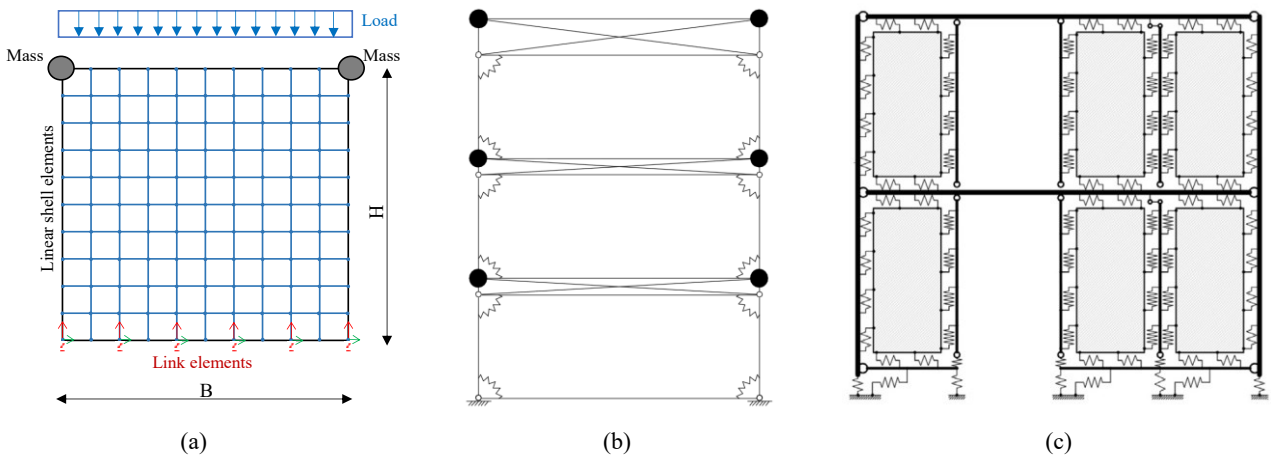 Load
Mass
Mass
Linear shell elements
H
Link elements
B
(a)
(b)
(c)